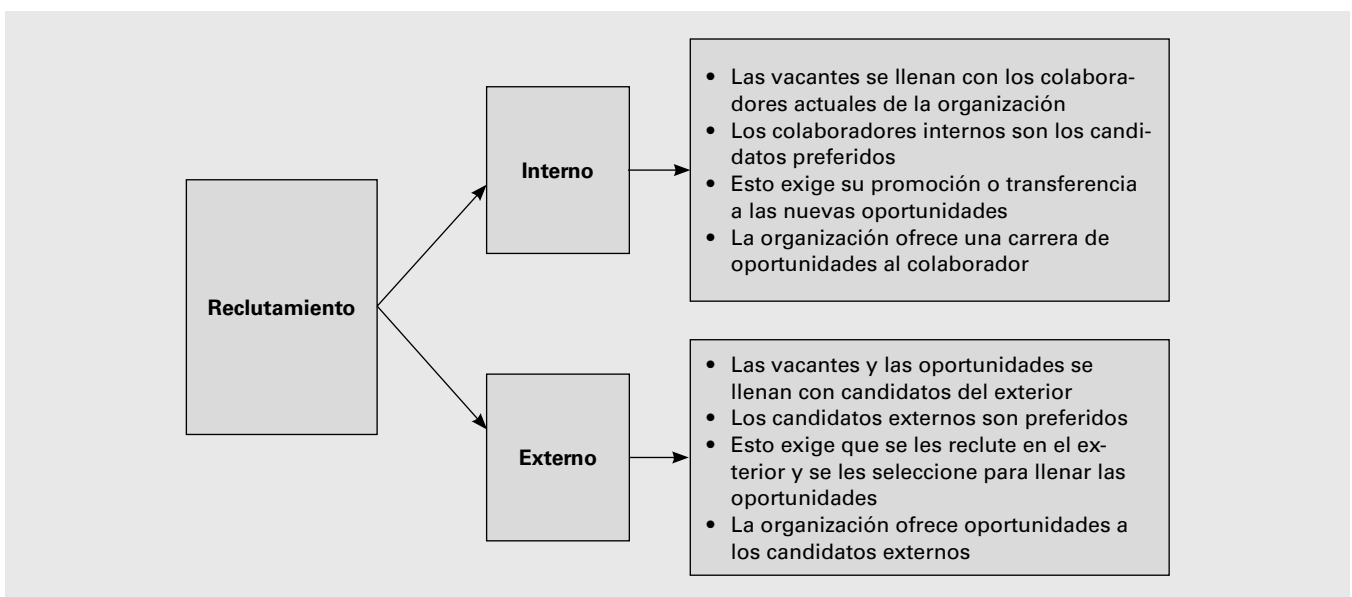 Reclutamiento
Interno
• Las vacantes se llenan con los colabora-
dores actuales de la organización
• Los colaboradores internos son los candi-
datos preferidos
• Esto exige su promoción o transferencia
a las nuevas oportunidades
• La organización ofrece una carrera de
oportunidades al colaborador
Externo
• Las vacantes y las oportunidades se
llenan con candidatos del exterior
• Los candidatos externos son preferidos
• Esto exige que se les reclute en el ex-
terior y se les seleccione para llenar las
oportunidades
• La organización ofrece oportunidades a
los candidatos externos